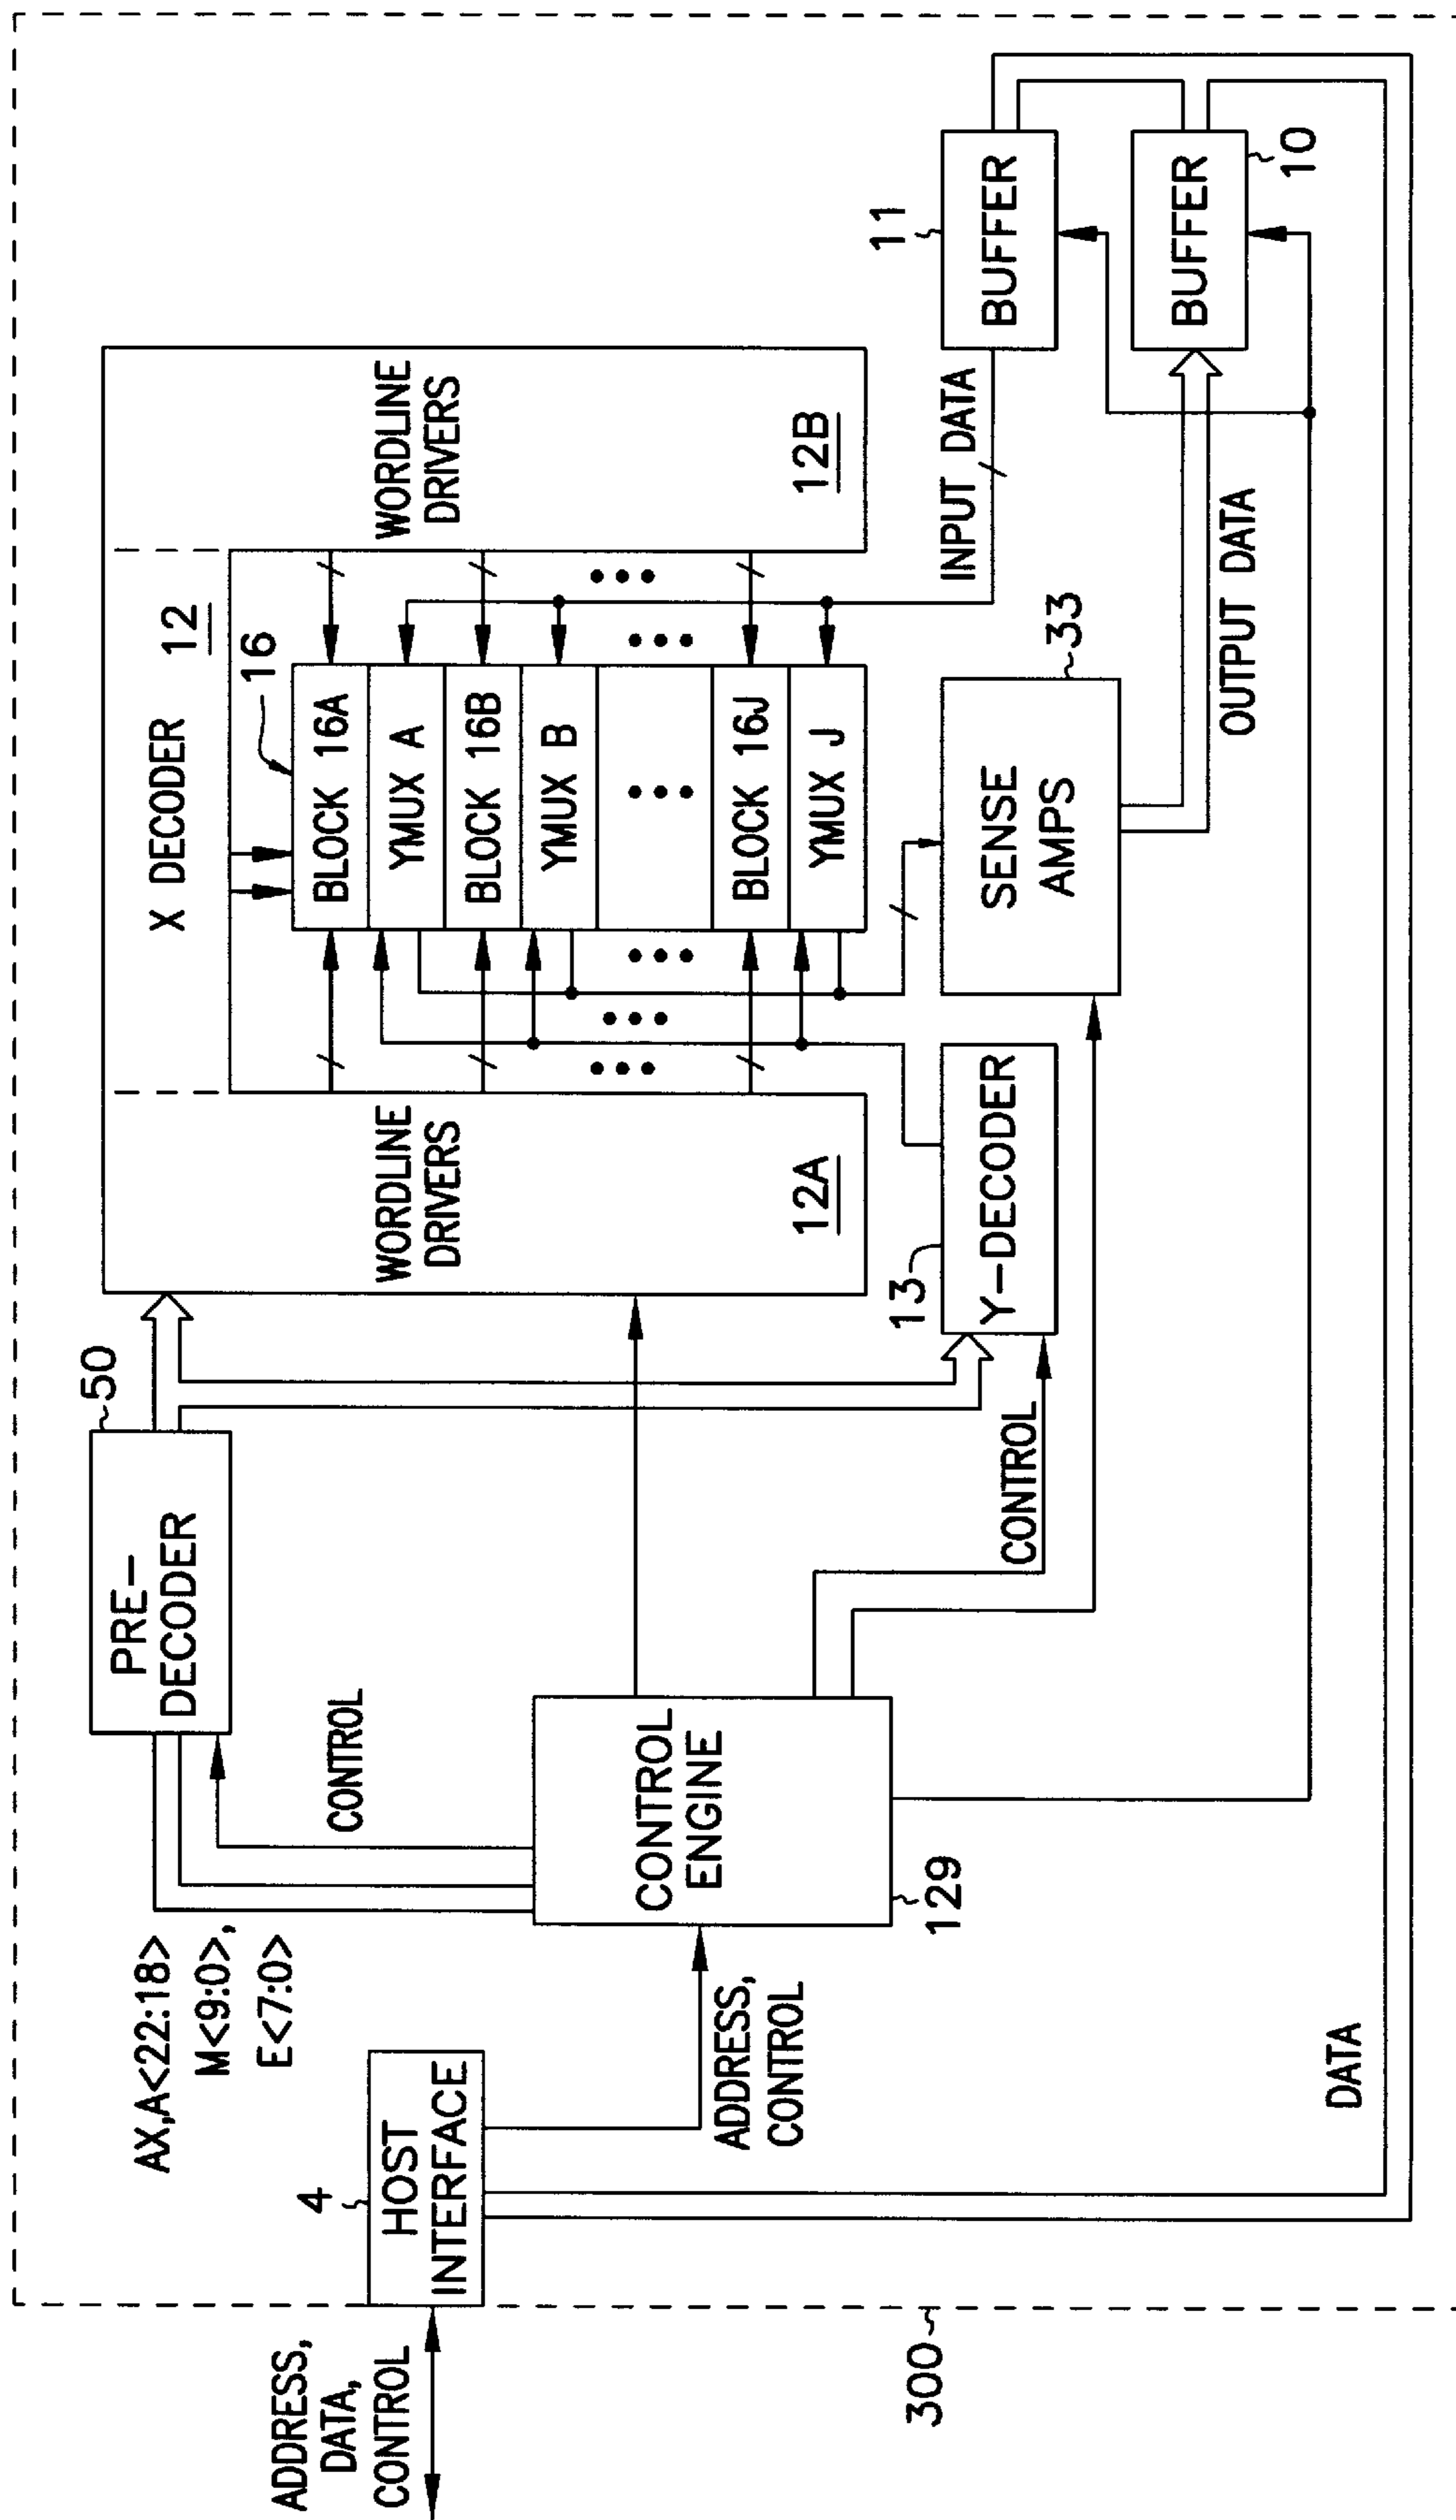 ADDRESS,
DATA,
CONTROL
300
4
HOST
INTERFACE
AX,A<22:18>
M<9:0>,
E<7:0>
ADDRESS,
CONTROL
DATA
CONTROL
CONTROL
ENGINE
129
PRE-
DECODER
50
CONTROL
13
Y-DECODER
WORDLINE
DRIVERS
12A
X DECODER
12
16
BLOCK 16A
YMUX A
BLOCK 16B
YMUX B
BLOCK 16J
YMUX J
SENSE
AMPS
33
WORDLINE
DRIVERS
12B
INPUT DATA
OUTPUT DATA
11
BUFFER
BUFFER
10